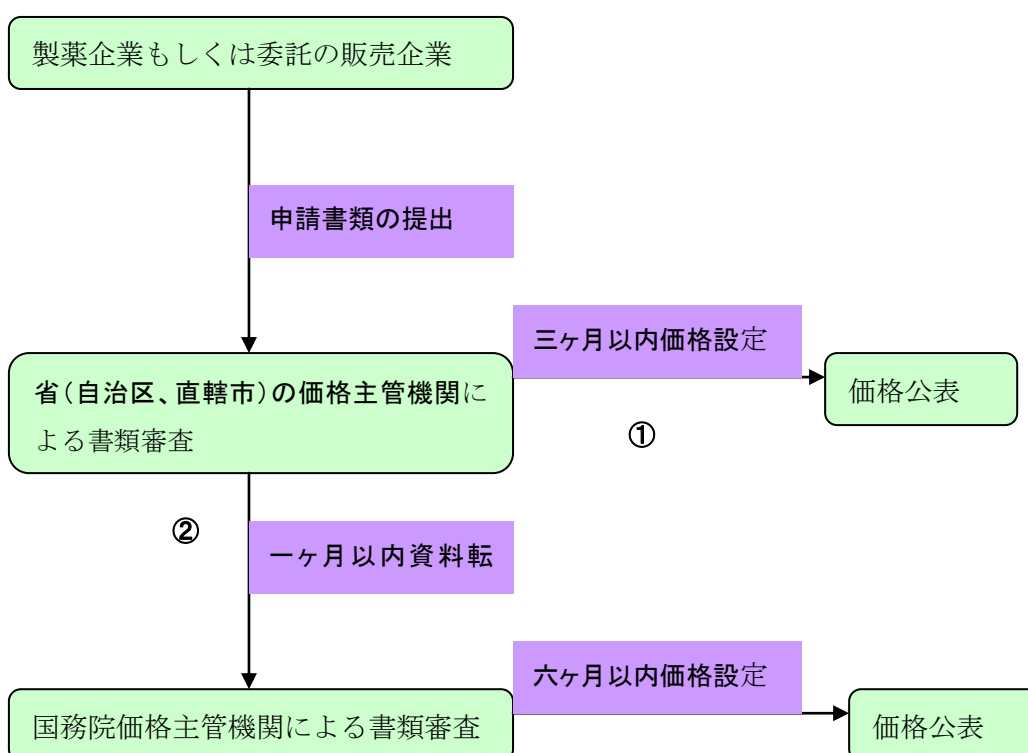 製薬企業もしくは委託の販売企業
申請書類の提出
三ヶ月以内価格設定
省（自治区、直轄市）の価格主管機関に
よる書類審査
価格公表
①
②
一ヶ月以内資料転
六ヶ月以内価格設定
国務院価格主管機関による書類審査
価格公表